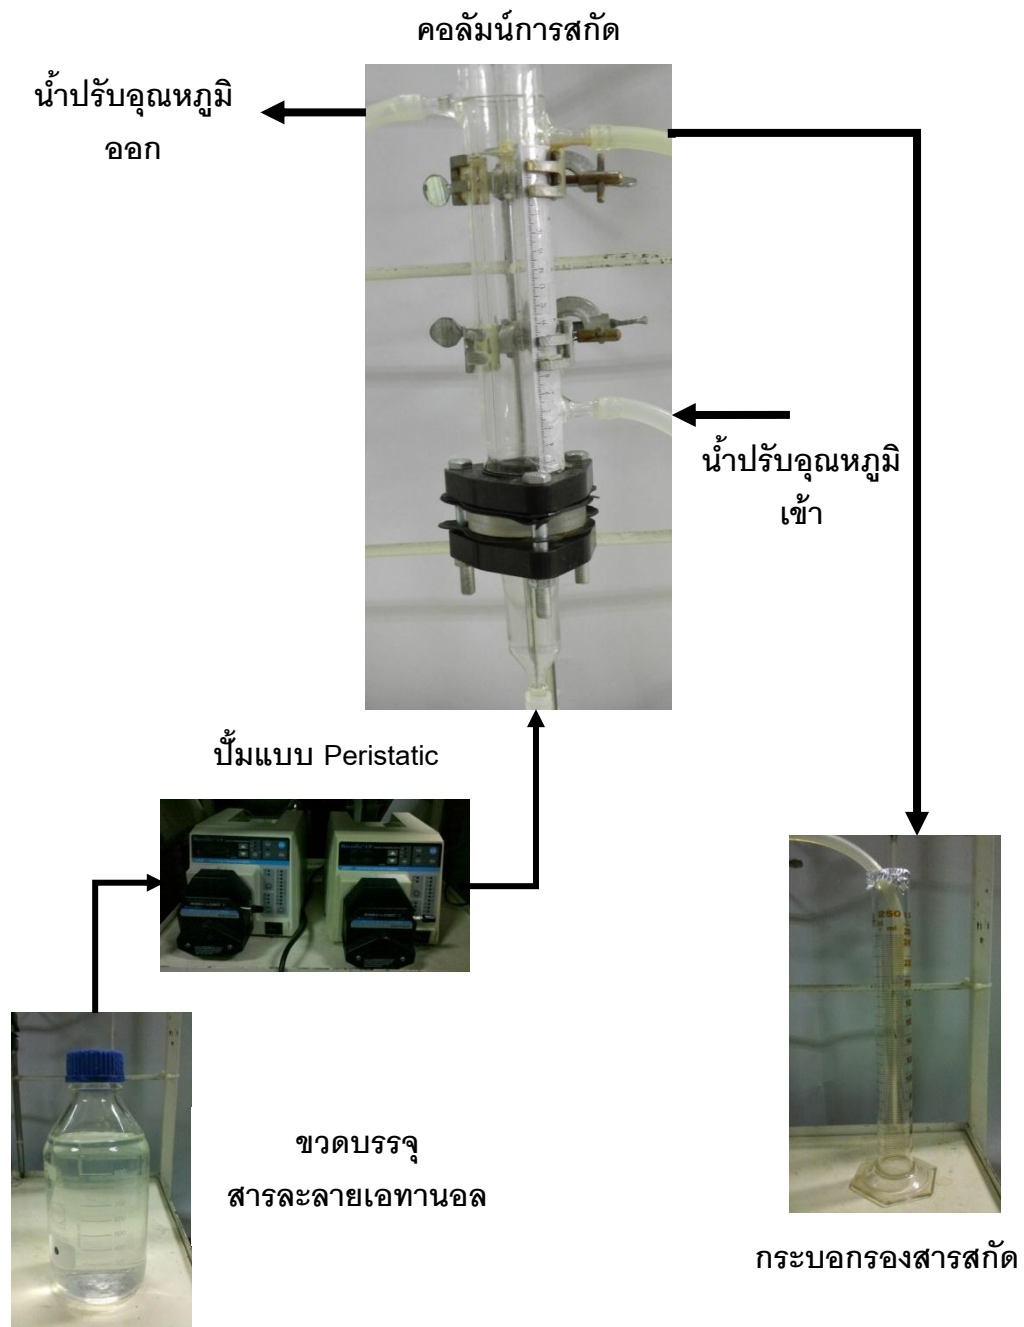 คอลัมน์การสกัด
น้ำปรับอุณหภูมิ
ออก
น้ำปรับอุณหภูมิ
เข้า
ปั้มแบบ Peristatic
250
ขวดบรรจุ
สารละลายเอทานอล
กระบอกรองสารสกัด